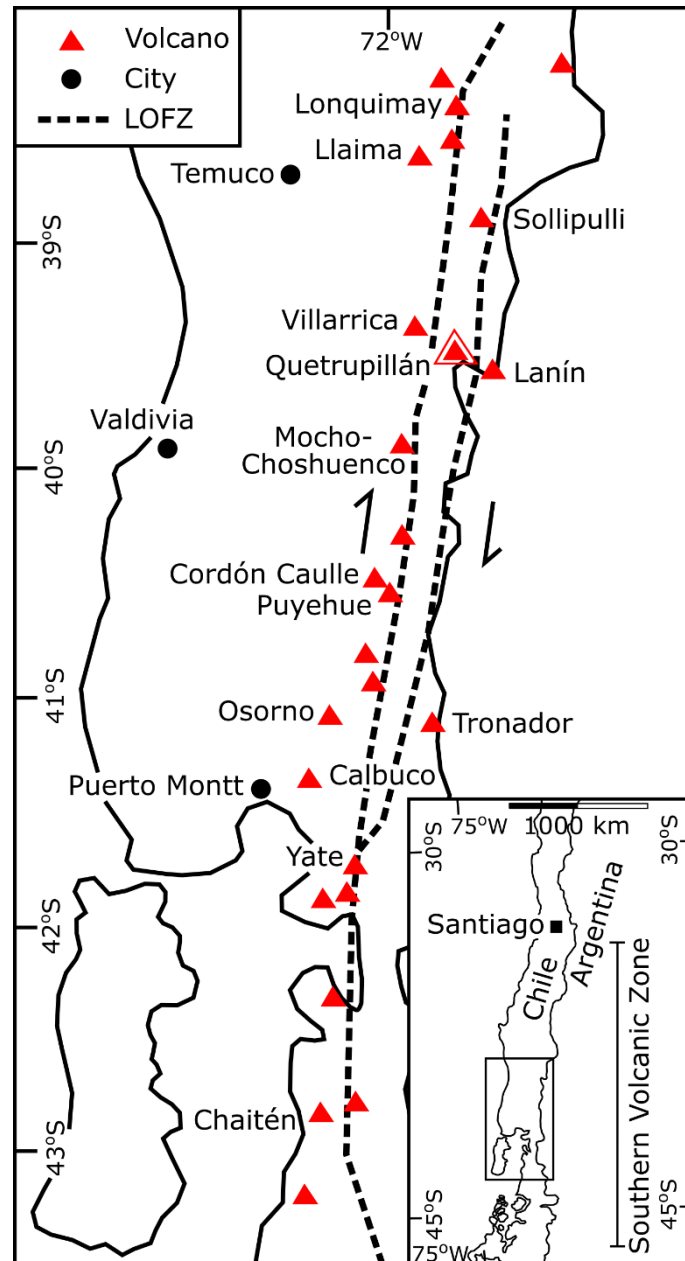 Volcano
City
LOFZ
72°W
Lonquimay
Llaima
Temuco
39°S
Sollipulli
Villarrica
Quetrupillán
Lanín
Valdivia
Mocho-
Choshuenco
40°S
Cordón Caulle
Puyehue
41°S
Osorno
Tronador
Puerto Montt
Calbuco
Yate
42°S
Chaitén
43°S
75°W
1000 km
30°S
30°S
Santiago
Chile
Argentina
Southern Volcanic Zone
45°S
45°S
75°W